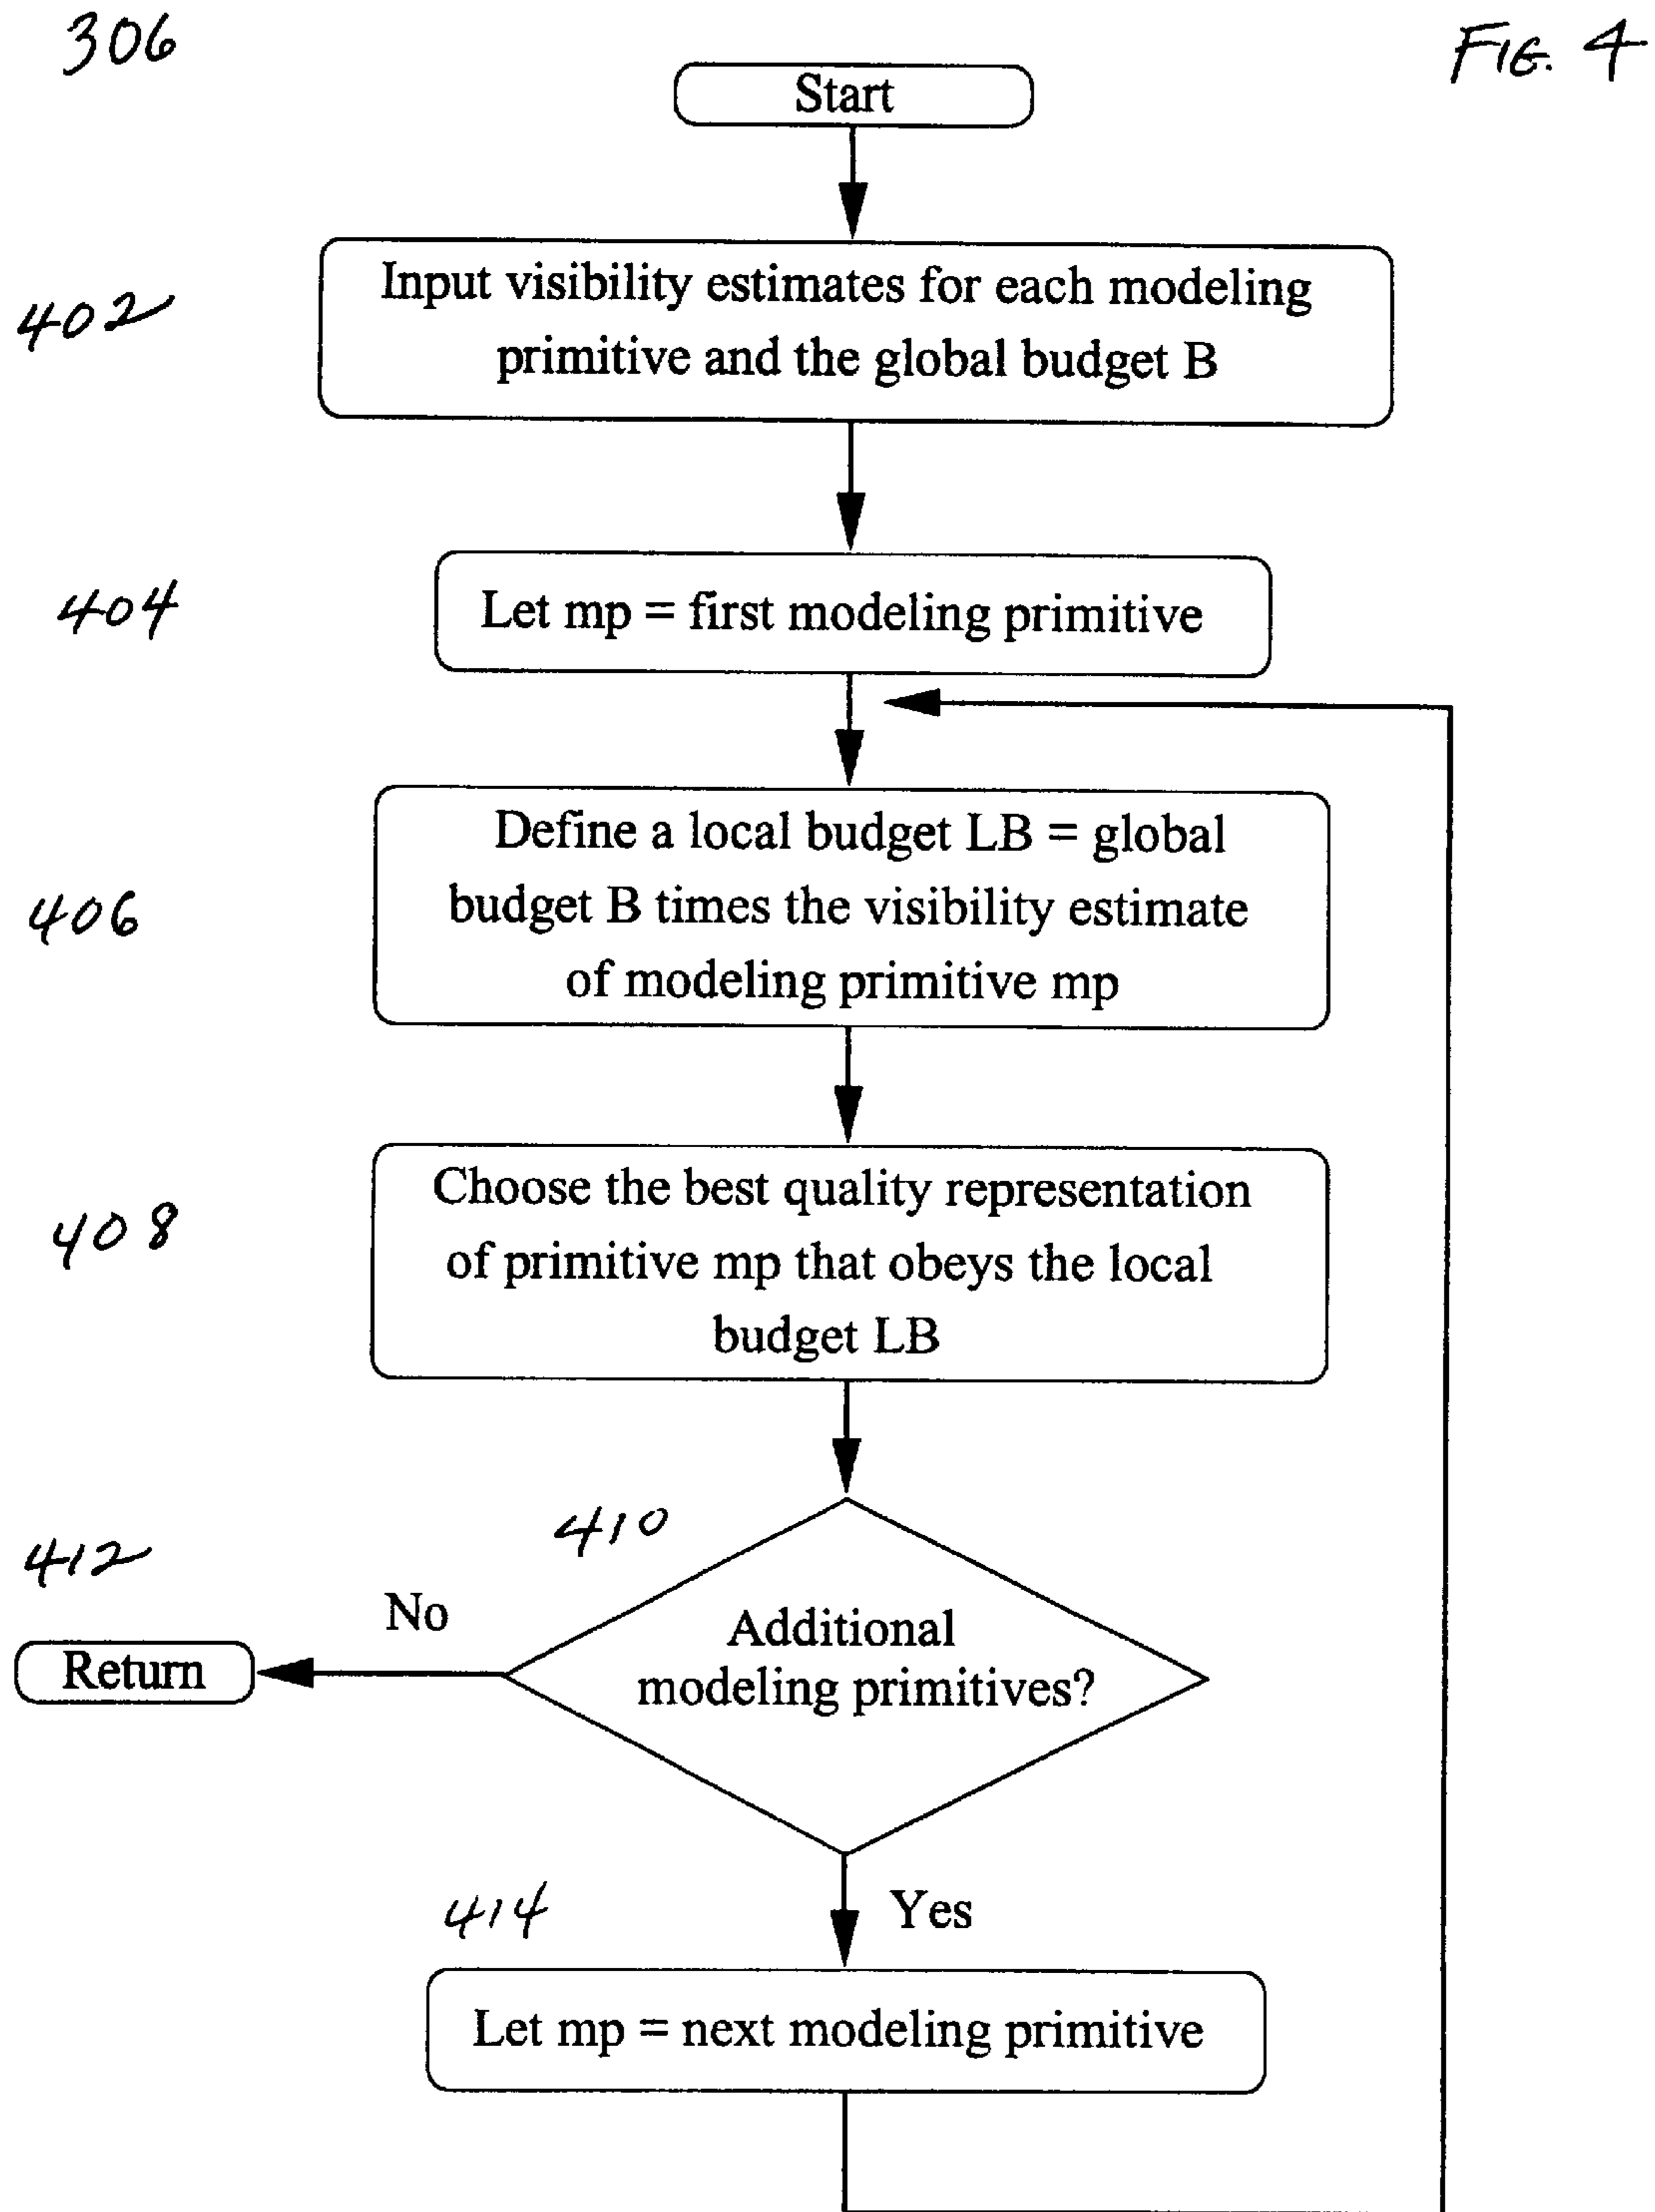 306
FIG. 4
Start
402
Input visibility estimates for each modeling
primitive and the global budget B
404
Let mp = first modeling primitive
406
Define a local budget LB = global
budget B times the visibility estimate
of modeling primitive mp
408
Choose the best quality representation
of primitive mp that obeys the local
budget LB
410
412
No
Additional
modeling primitives?
Return
414
Yes
Let mp = next modeling primitive